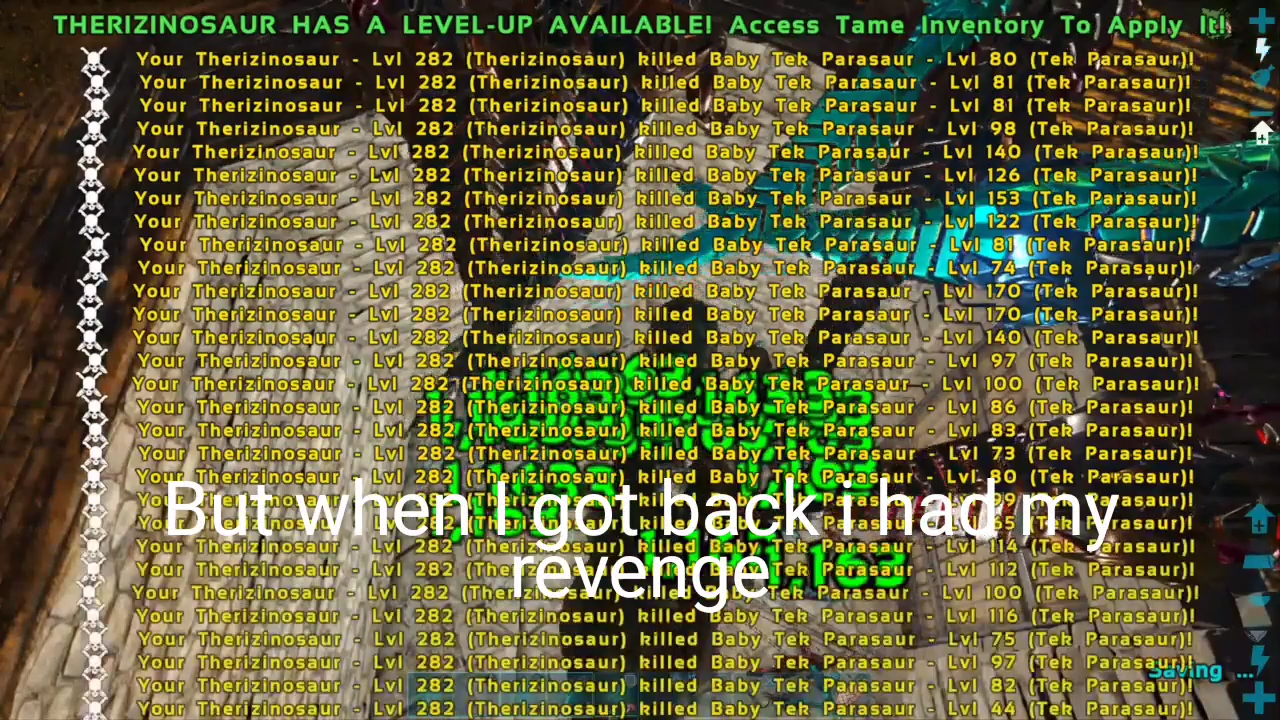 THERIZINOSAUR HAS A LEVEL-UP AVAILABLE! Access Tame Inventory To Apply It!
Your Therizinosaur - Lvl 282 (Therizinosaur) killed Baby Tek Parasaur - Lvl 80 (Tek Parasaur)!
Your Therizinosaur - Lvl 282 (Therizinosaur) killed Baby Tek Parasaur - Lvl 81 (Tek Parasaur)!
Your Therizinosaur - Lvl 282 (Therizinosaur) killed Baby Tek Parasaur - Lvl 81 (Tek Parasaur)!
Your Therizinosaur - Lvl 282 (Therizinosaur) killed Baby Tek Parasaur - Lvl 98 (Tek Parasaur)!
Your Therizinosaur - Lvl 282 (Therizinosaur) killed Baby Tek Parasaur - Lvl 140 (Tek Parasaur)!
Your Therizinosaur - Lvl 282 (Therizinosaur) killed Baby Tek Parasaur - Lvl 126 (Tek Parasaur)!
Your Therizinosaur - Lvl 282 (Therizinosaur) killed Baby Tek Parasaur - Lvl 153 (Tek Parasaur)!
Your Therizinosaur - Lvl 282 (Therizinosaur) killed Baby Tek Parasaur - Lvl 122 (Tek Parasaur)!
Your Therizinosaur - Lvl 282 (Therizinosaur) killed Baby Tek Parasaur - Lvl 81 (Tek Parasaur)!
Your Therizinosaur - Lvl 282 (Therizinosaur) killed Baby Tek Parasaur - Lvl 74 (Tek Parasaur)!
Your Therizinosaur - Lvl 282 (Therizinosaur) killed Baby Tek Parasaur - Lvl 170 (Tek Parasaur)!
Your Therizinosaur - Lvl 282 (Therizinosaur) killed Baby Tek Parasaur - Lvl 170 (Tek Parasaur)!
Your Therizinosaur - Lvl 282 (Therizinosaur) killed Baby Tek Parasaur - Lvl 140 (Tek Parasaur)!
Your Therizinosaur - Lvl 282 (Therizinosaur) killed Baby Tek Parasaur - Lvl 97 (Tek Parasaur)!
Your Therizinosaur - Lvl 282 (Therizinosaur) killed Baby Tek Parasaur - Lvl 100 (Tek Parasaur)!
Your Therizinosaur - Lvl 282 (Therizinosaur) killed Baby Tek Parasaur - Lvl 86 (Tek Parasaur)!
Your Therizinosaur - Lvl 282 (Therizinosaur) killed Baby Tek Parasaur - Lvl 83 (Tek Parasaur)!
Your Therizinosaur - Lvl 282 (Therizinosaur) killed Baby Tek Parasaur - Lvl 73 (Tek Parasaur)!
Your Therizinosaur - Lvl 282 (Therizinosaur) killed Baby Tek Parasaur - Lvl (Tek Parasaur)!
But when I got back i had my
revenge
Your Therizinosaur - Lvl 282 (Therizinosaur) killed Baby Tek Parasaur - Lvl 114 (Tek Parasaur)!
Your Therizinosaur - Lvl 282 (Therizinosaur) killed Baby Tek Parasaur - Lvl 112 (Tek Parasaur)!
Your Therizinosaur - Lvl 282 (Therizinosaur) killed Baby Tek Parasaur - Lvl 100 (Tek Parasaur)!
Your Therizinosaur - Lvl 282 (Therizinosaur) killed Baby Tek Parasaur - Lvl 116 (Tek Parasaur)!
Your Therizinosaur - Lvl 282 (Therizinosaur) killed Baby Tek Parasaur - Lvl 75 (Tek Parasaur)!
Your Therizinosaur - Lvl 282 (Therizinosaur) killed Baby Tek Parasaur - Lvl 97 (Tek Parasaur)!
Saving ...
Your Therizinosaur - Lvl 282 (Therizinosaur) killed Baby Tek Parasaur - Lvl 82 (Tek Parasaur)!
Your Therizinosaur - Lvl 282 (Therizinosaur) killed Baby Tek Parasaur - Lvl 44 (Tek Parasaur)!